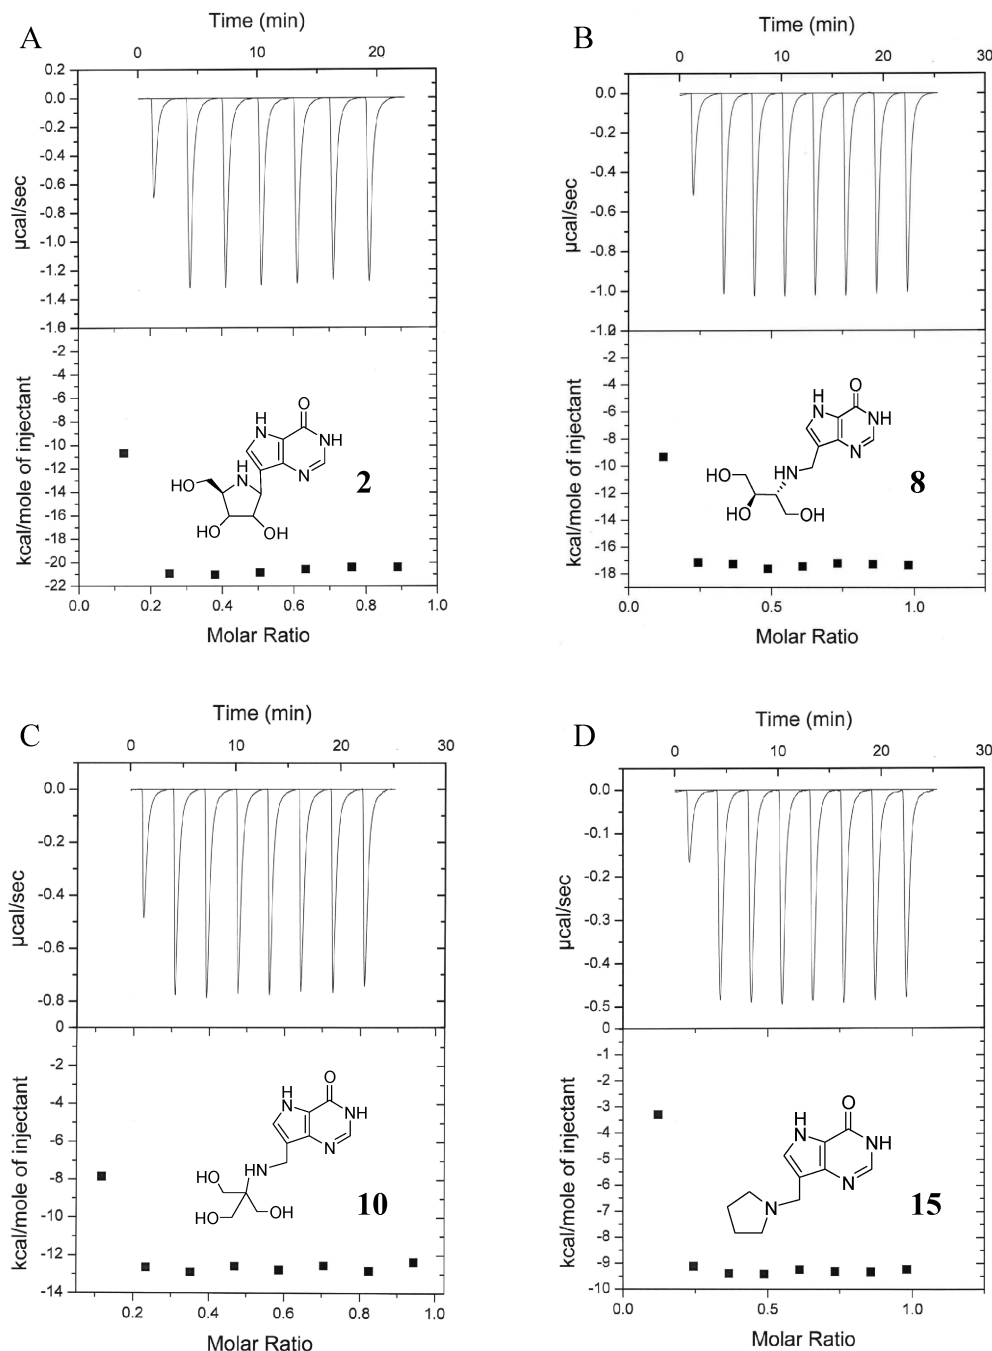 A
Time (min)
0 10 20
0.2
0.0
-0.2
-0.4
-0.6
-0.8
-1.0
-1.2
-1.4
-1.6
µcal/sec
-2
-4
-6
-8
-10
-12
-14
-16
-18
-20
-22
kcal/mole of injectant
O
H
N
NH
N
H
N
HO
HO
OH
2
0.0 0.2 0.4 0.6 0.8 1.0
Molar Ratio
B
Time (min)
0 10 20 30
0.0
-0.2
-0.4
-0.6
-0.8
-1.0
µcal/sec
-2
-4
-6
-8
-10
-12
-14
-16
-18
kcal/mole of injectant
O
H
N
NH
N
HN
HO
HO
OH
8
0.0 0.5 1.0
Molar Ratio
C
Time (min)
0 10 20 30
0.0
-0.2
-0.4
-0.6
-0.8
0
µcal/sec
-2
-4
-6
-8
-10
-12
-14
kcal/mole of injectant
O
H
N
NH
N
HN
HO
HO
OH
10
0.2 0.4 0.6 0.8 1.0
Molar Ratio
D
Time (min)
0 10 20 30
0.0
-0.1
-0.2
-0.3
-0.4
-0.5
0
µcal/sec
-1
-2
-3
-4
-5
-6
-7
-8
-9
-10
kcal/mole of injectant
O
H
N
NH
N
N
15
0.0 0.5 1.0
Molar Ratio